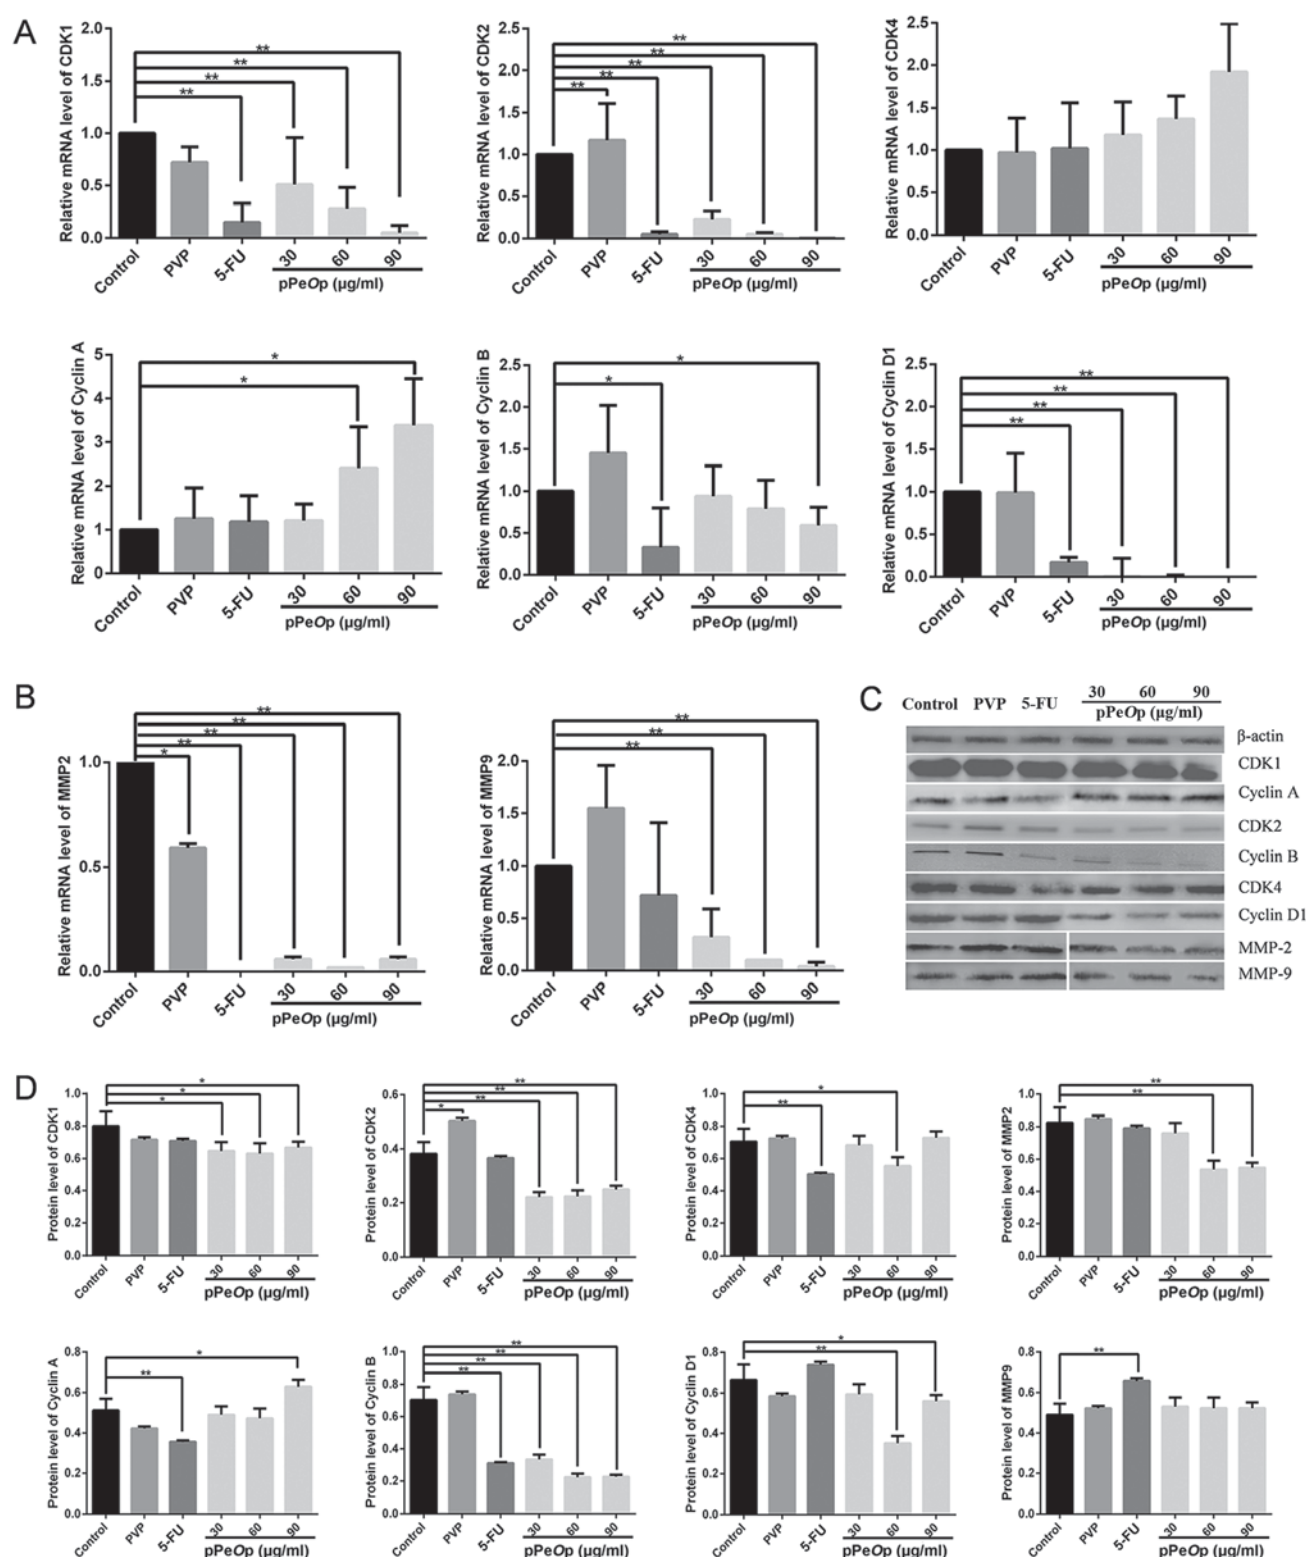 A
Relative mRNA level of CDK1
2.0
1.5
1.0
0.5
0.0
**
**
**
**
Control
PVP
5-FU
30
60
90
pPeOp (µg/ml)
Relative mRNA level of CDK2
2.5
2.0
1.5
1.0
0.5
0.0
**
**
**
**
**
Control
PVP
5-FU
30
60
90
pPeOp (µg/ml)
Relative mRNA level of CDK4
2.5
2.0
1.5
1.0
0.5
0.0
Control
PVP
5-FU
30
60
90
pPeOp (µg/ml)
Relative mRNA level of Cyclin A
5
4
3
2
1
0
*
*
Control
PVP
5-FU
30
60
90
pPeOp (µg/ml)
Relative mRNA level of Cyclin B
2.5
2.0
1.5
1.0
0.5
0.0
*
*
Control
PVP
5-FU
30
60
90
pPeOp (µg/ml)
Relative mRNA level of Cyclin D1
2.5
2.0
1.5
1.0
0.5
0.0
**
**
**
**
Control
PVP
5-FU
30
60
90
pPeOp (µg/ml)
B
Relative mRNA level of MMP2
1.0
0.5
0.0
**
**
**
**
*
Control
PVP
5-FU
30
60
90
pPeOp (µg/ml)
Relative mRNA level of MMP9
2.0
1.5
1.0
0.5
0.0
**
**
**
Control
PVP
5-FU
30
60
90
pPeOp (µg/ml)
C
Control PVP 5-FU 30 60 90
pPeOp (µg/ml)
β-actin
CDK1
Cyclin A
CDK2
Cyclin B
CDK4
Cyclin D1
MMP-2
MMP-9
D
Protein level of CDK1
1.0
0.8
0.6
0.4
0.2
0.0
*
*
*
Control
PVP
5-FU
30
60
90
pPeOp (µg/ml)
Protein level of CDK2
0.6
0.4
0.2
0.0
**
**
**
*
Control
PVP
5-FU
30
60
90
pPeOp (µg/ml)
Protein level of CDK4
1.0
0.8
0.6
0.4
0.2
0.0
*
**
Control
PVP
5-FU
30
60
90
pPeOp (µg/ml)
Protein level of MMP2
1.0
0.8
0.6
0.4
0.2
0.0
**
**
Control
PVP
5-FU
30
60
90
pPeOp (µg/ml)
Protein level of Cyclin A
0.8
0.6
0.4
0.2
0.0
*
**
Control
PVP
5-FU
30
60
90
pPeOp (µg/ml)
Protein level of Cyclin B
1.0
0.8
0.6
0.4
0.2
0.0
**
**
**
**
Control
PVP
5-FU
30
60
90
pPeOp (µg/ml)
Protein level of Cyclin D1
0.8
0.6
0.4
0.2
0.0
*
**
Control
PVP
5-FU
30
60
90
pPeOp (µg/ml)
Protein level of MMP9
0.8
0.6
0.4
0.2
0.0
**
Control
PVP
5-FU
30
60
90
pPeOp (µg/ml)